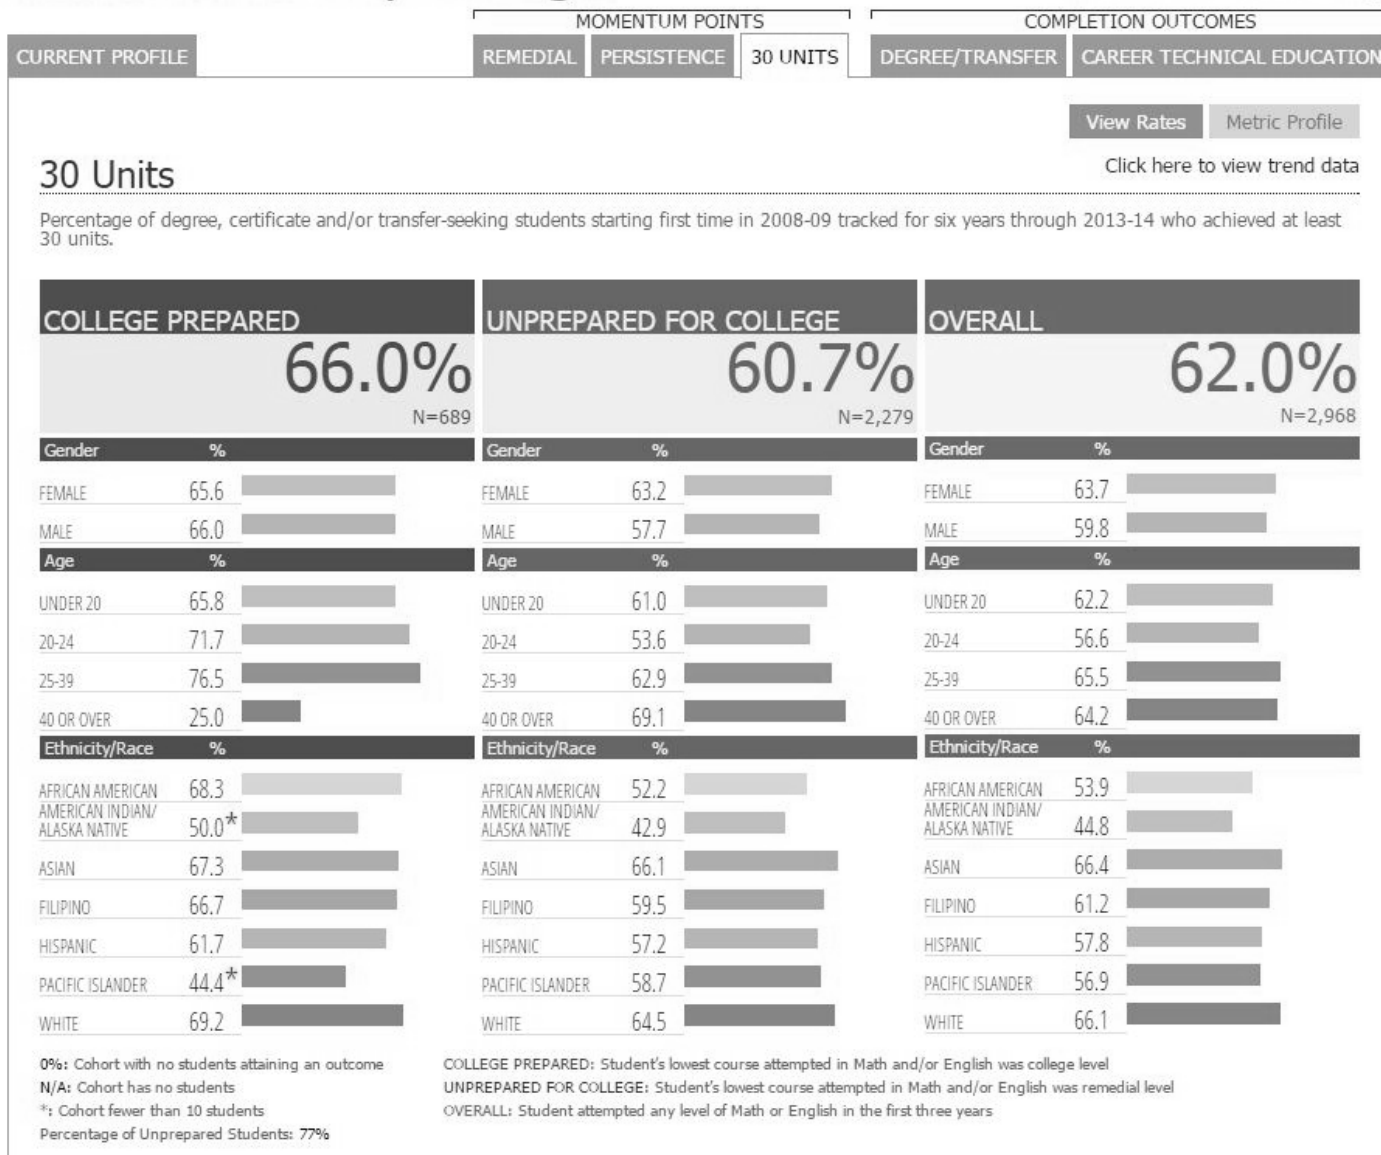 MOMENTUM POINTS
COMPLETION OUTCOMES
CURRENT PROFILE
REMEDIAL
PERSISTENCE
30 UNITS
DEGREE/TRANSFER
CAREER TECHNICAL EDUCATION
View Rates
Metric Profile
30 Units
Click here to view trend data
Percentage of degree, certificate and/or transfer-seeking students starting first time in 2008-09 tracked for six years through 2013-14 who achieved at least
30 units.
COLLEGE PREPARED
66.0%
N=689
Gender %
FEMALE 65.6
MALE 66.0
Age %
UNDER 20 65.8
20-24 71.7
25-39 76.5
40 OR OVER 25.0
Ethnicity/Race %
AFRICAN AMERICAN 68.3
AMERICAN INDIAN/
ALASKA NATIVE 50.0*
ASIAN 67.3
FILIPINO 66.7
HISPANIC 61.7
PACIFIC ISLANDER 44.4*
WHITE 69.2
UNPREPARED FOR COLLEGE
60.7%
N=2,279
Gender %
FEMALE 63.2
MALE 57.7
Age %
UNDER 20 61.0
20-24 53.6
25-39 62.9
40 OR OVER 69.1
Ethnicity/Race %
AFRICAN AMERICAN 52.2
AMERICAN INDIAN/
ALASKA NATIVE 42.9
ASIAN 66.1
FILIPINO 59.5
HISPANIC 57.2
PACIFIC ISLANDER 58.7
WHITE 64.5
OVERALL
62.0%
N=2,968
Gender %
FEMALE 63.7
MALE 59.8
Age %
UNDER 20 62.2
20-24 56.6
25-39 65.5
40 OR OVER 64.2
Ethnicity/Race %
AFRICAN AMERICAN 53.9
AMERICAN INDIAN/
ALASKA NATIVE 44.8
ASIAN 66.4
FILIPINO 61.2
HISPANIC 57.8
PACIFIC ISLANDER 56.9
WHITE 66.1
0%: Cohort with no students attaining an outcome
N/A: Cohort has no students
*: Cohort fewer than 10 students
Percentage of Unprepared Students: 77%
COLLEGE PREPARED: Student's lowest course attempted in Math and/or English was college level
UNPREPARED FOR COLLEGE: Student's lowest course attempted in Math and/or English was remedial level
OVERALL: Student attempted any level of Math or English in the first three years